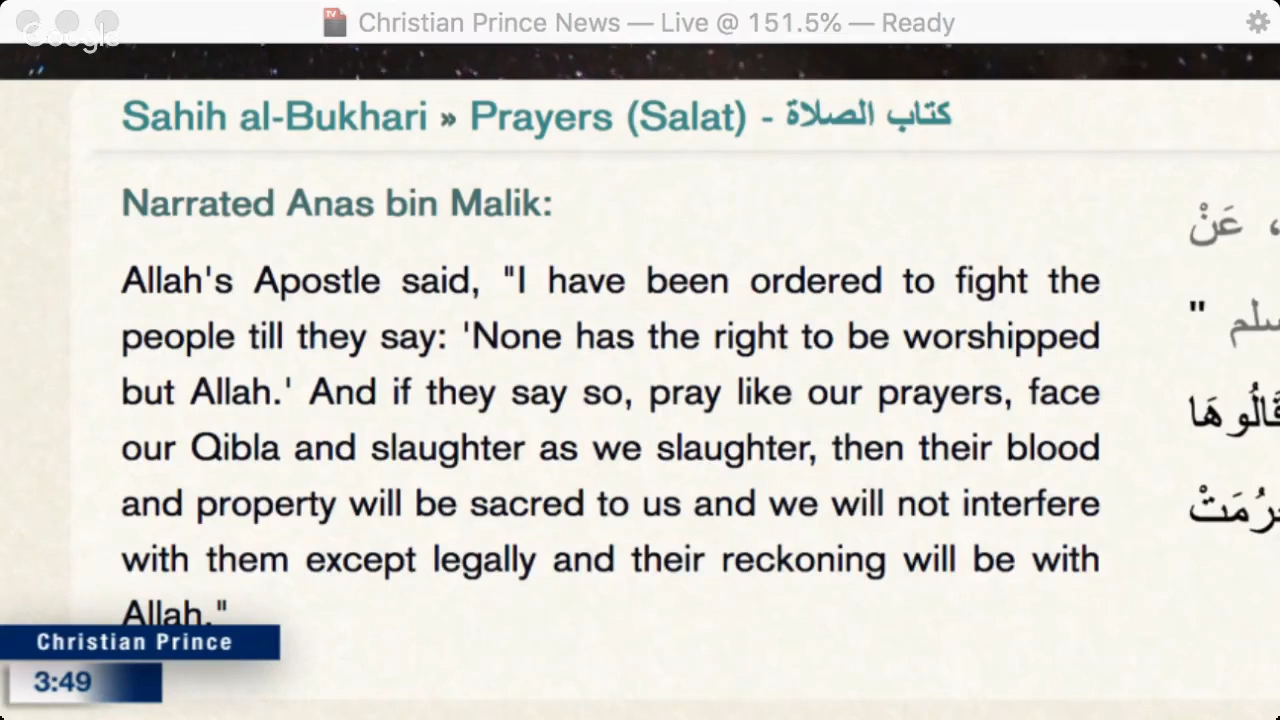 Christian Prince News — Live @ 151.5% — Ready
Google
Sahih al-Bukhari » Prayers (Salat) - كتاب الصلاة
Narrated Anas bin Malik:
Allah's Apostle said, "I have been ordered to fight the
people till they say: 'None has the right to be worshipped
but Allah.' And if they say so, pray like our prayers, face
our Qibla and slaughter as we slaughter, then their blood
and property will be sacred to us and we will not interfere
with them except legally and their reckoning will be with
Allah."
، عَنْ
Christian Prince
3:49